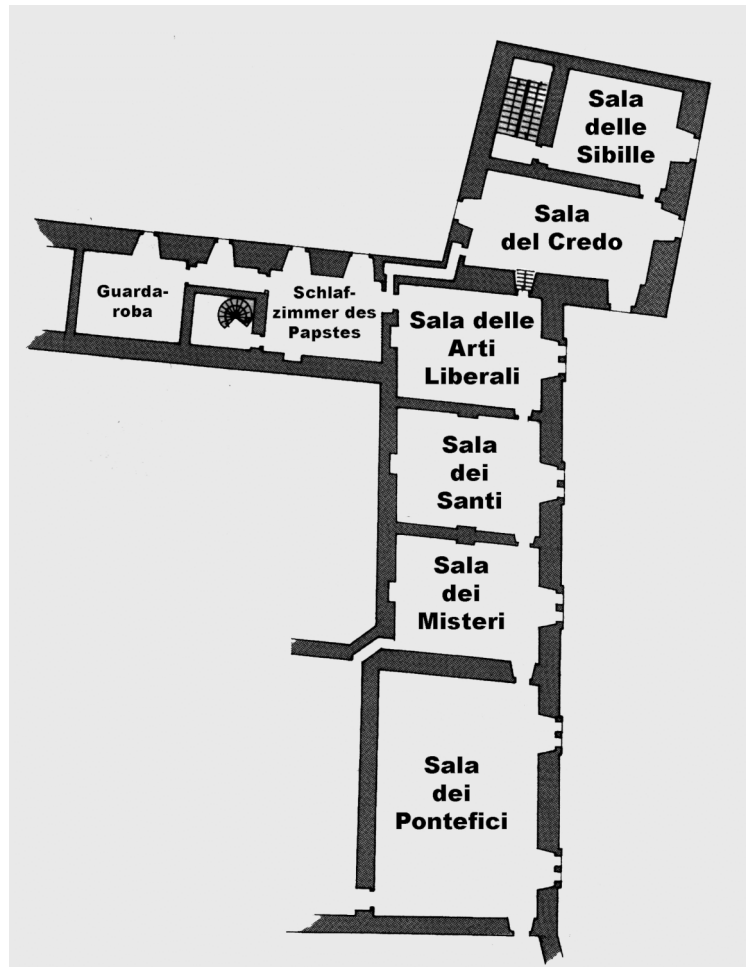 Sala
delle
Sibille
Sala
del Credo
Guarda-
roba
Schlaf-
zimmer des
Papstes
Sala delle
Arti
Liberali
Sala
dei
Santi
Sala
dei
Misteri
Sala
dei
Pontefici